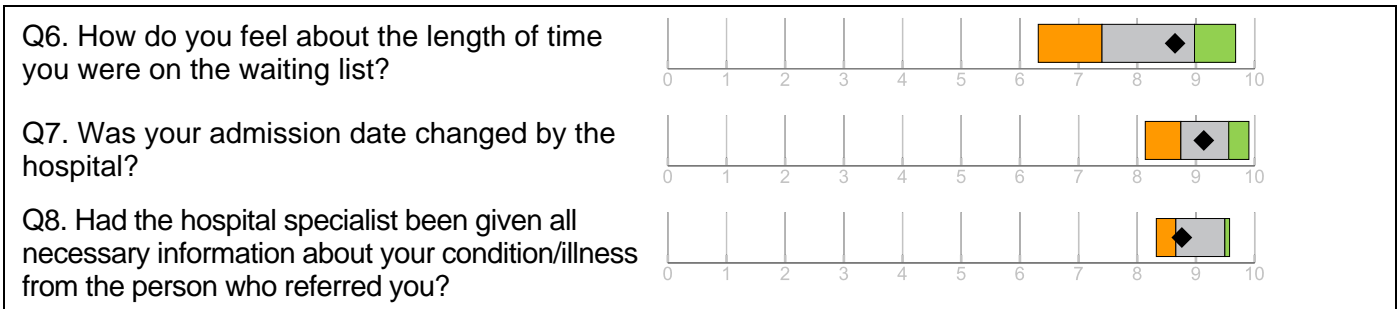 Q6. How do you feel about the length of time
you were on the waiting list?
0 1 2 3 4 5 6 7 8 9 10
Q7. Was your admission date changed by the
hospital?
0 1 2 3 4 5 6 7 8 9 10
Q8. Had the hospital specialist been given all
necessary information about your condition/illness
from the person who referred you?
0 1 2 3 4 5 6 7 8 9 10